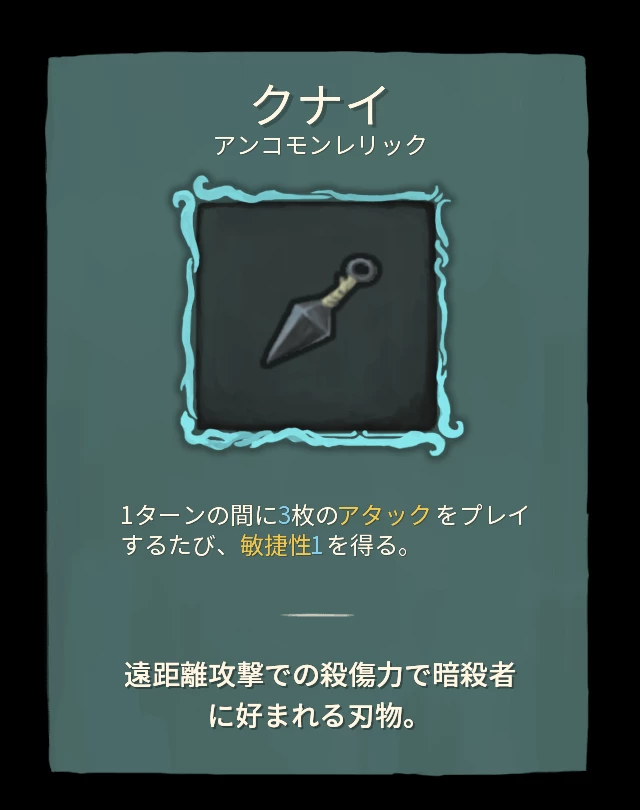 クナイ
アンコモンレリック
1ターンの間に3枚のアタックをプレイ
するたび、敏捷性1を得る。
遠距離攻撃での殺傷力で暗殺者
に好まれる刃物。